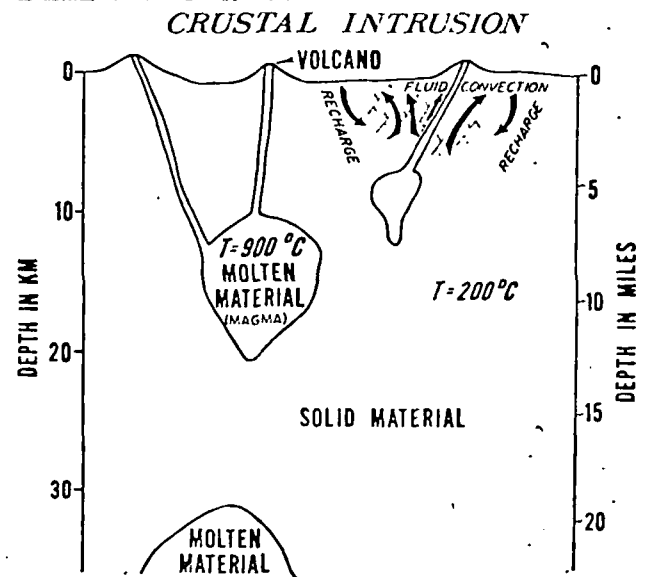 CRUSTAL INTRUSION
VOLCANO
0
0
FLUID CONVECTION
RECHARGE
RECHARGE
5
10
T=900°C
MOLTEN
MATERIAL
(MAGMA)
T=200°C
10
DEPTH IN KM
DEPTH IN MILES
20
SOLID MATERIAL
15
30
20
MOLTEN
MATERIAL